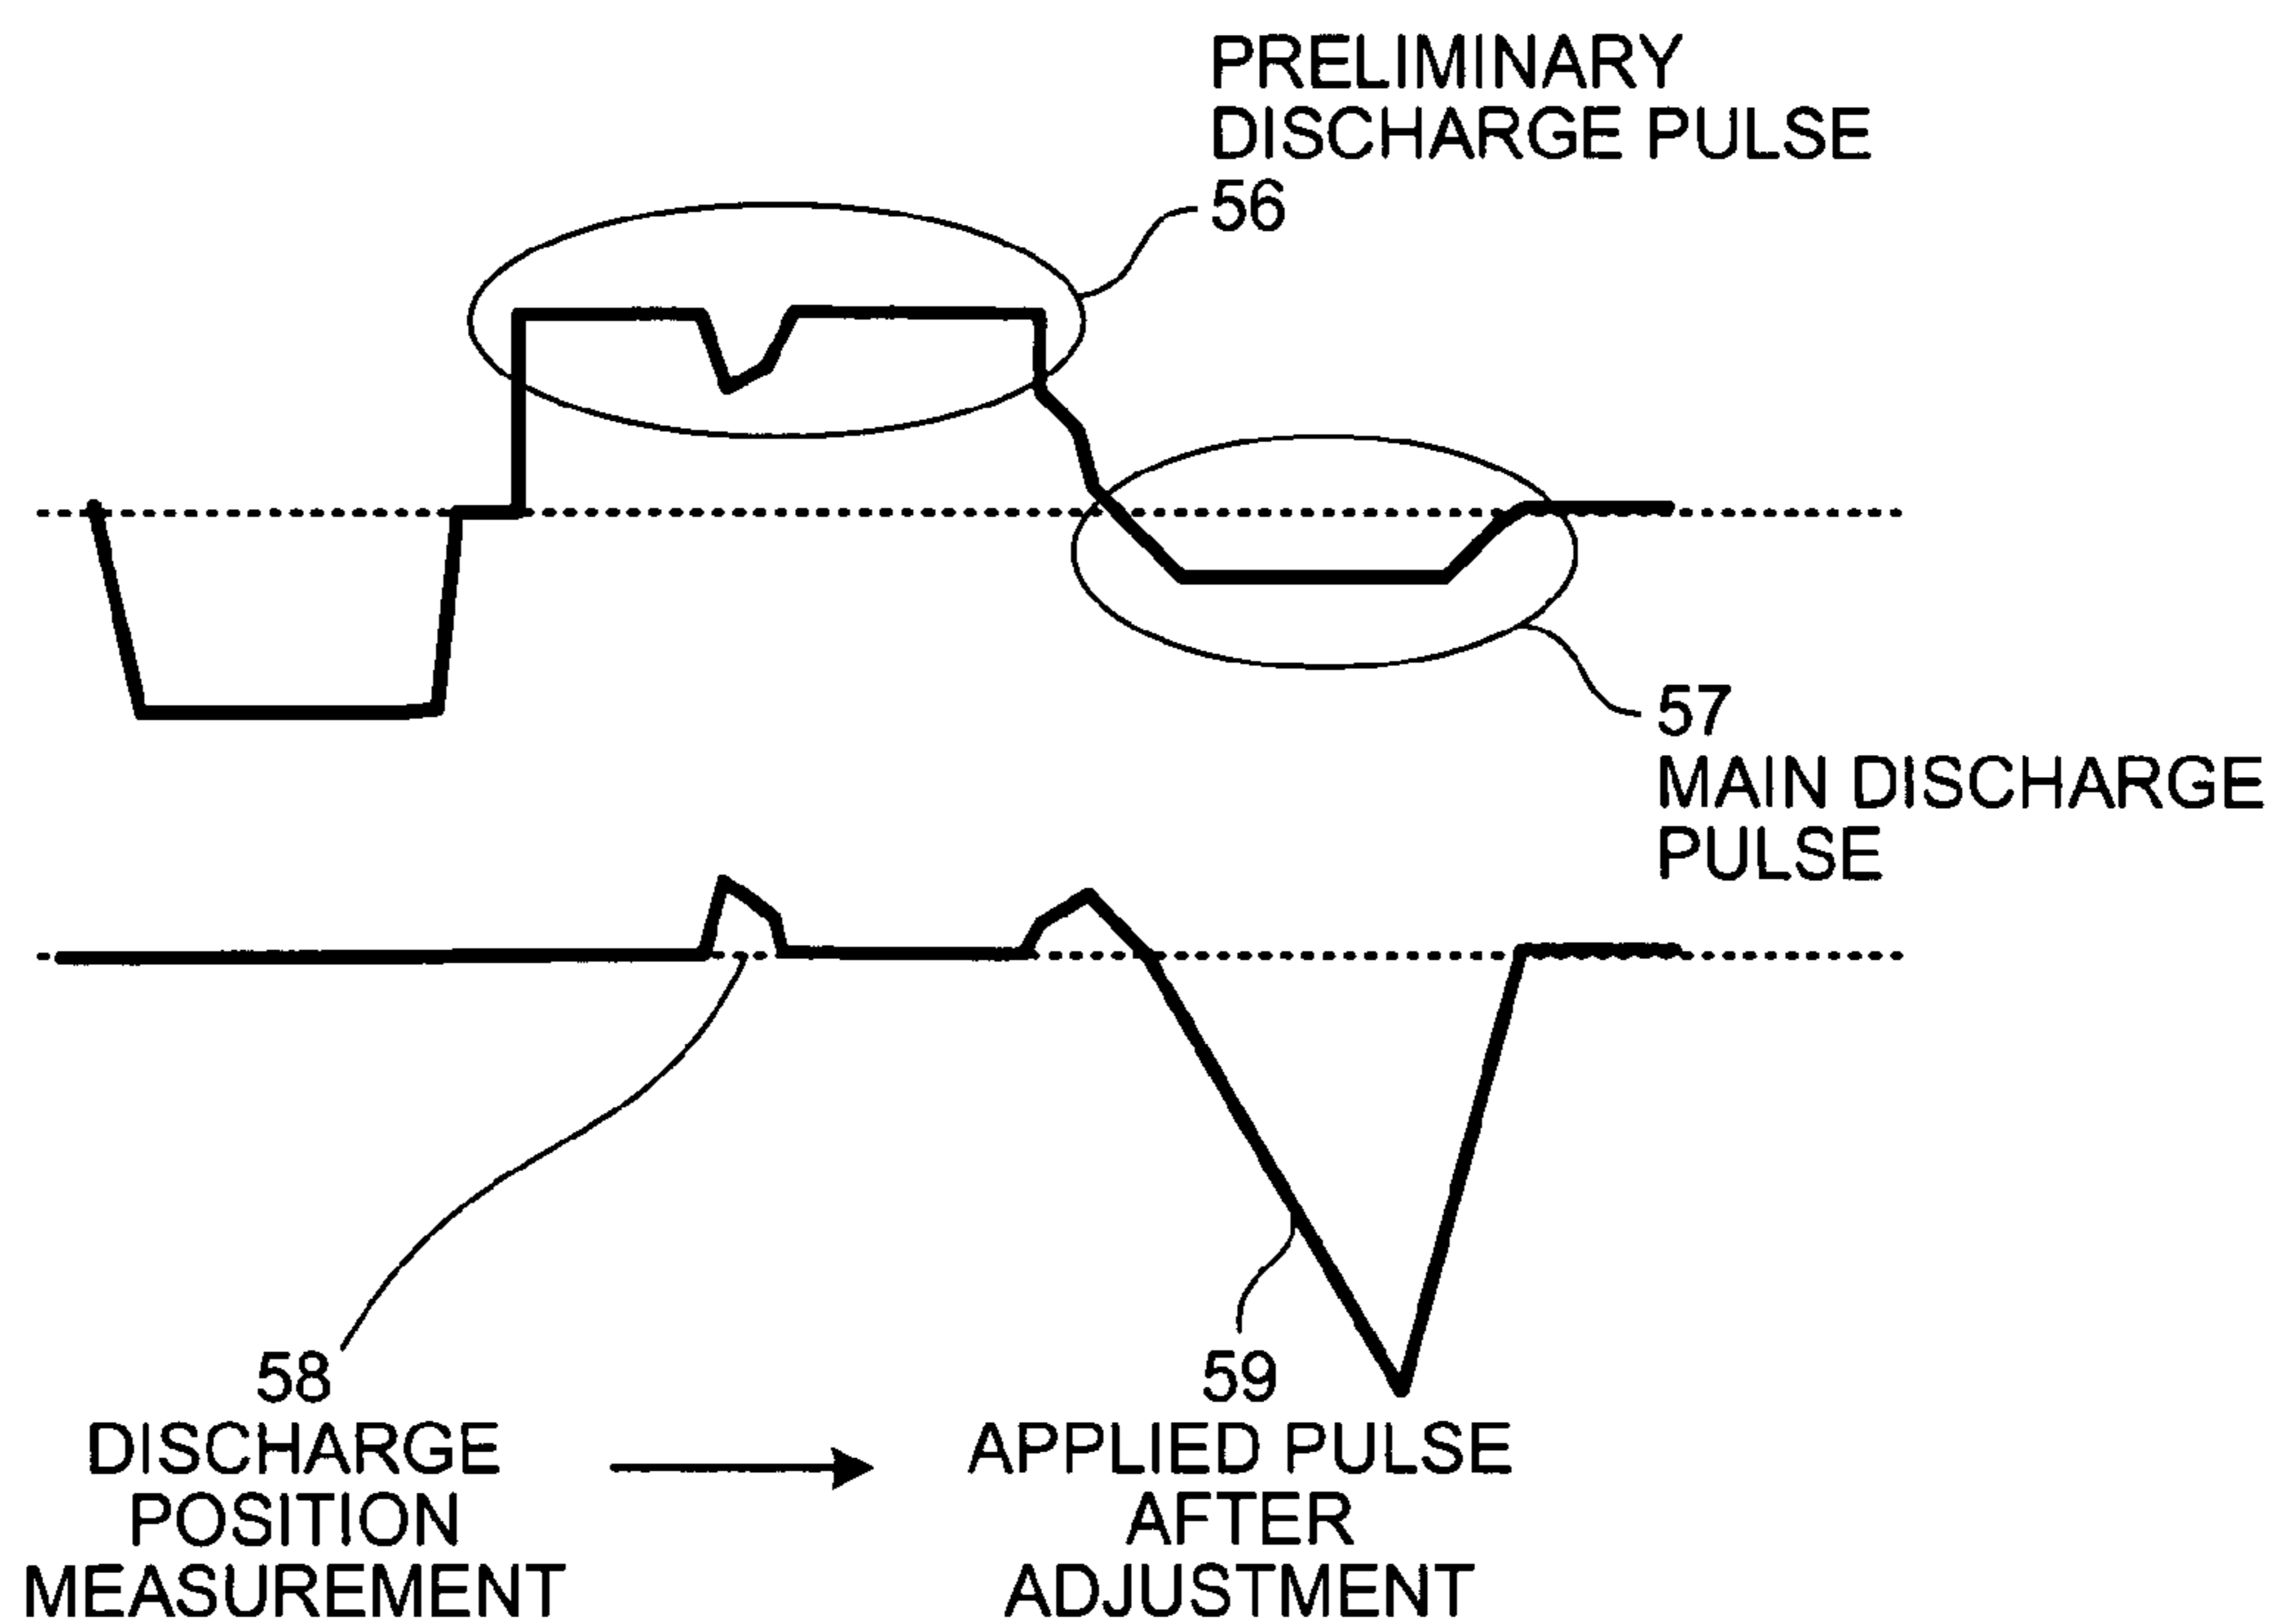 PRELIMINARY
DISCHARGE PULSE
56
57
MAIN DISCHARGE
PULSE
58
DISCHARGE
POSITION
MEASUREMENT
59
APPLIED PULSE
AFTER
ADJUSTMENT